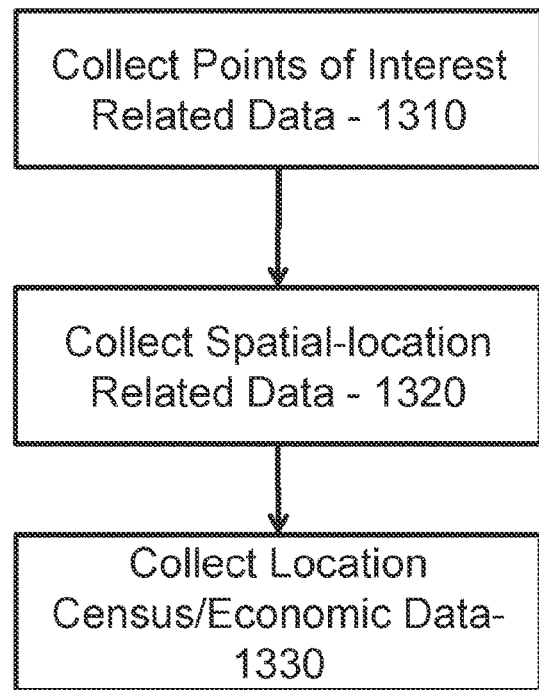 Collect Points of Interest
Related Data - 1310
Collect Spatial-location
Related Data - 1320
Collect Location
Census/Economic Data-
1330